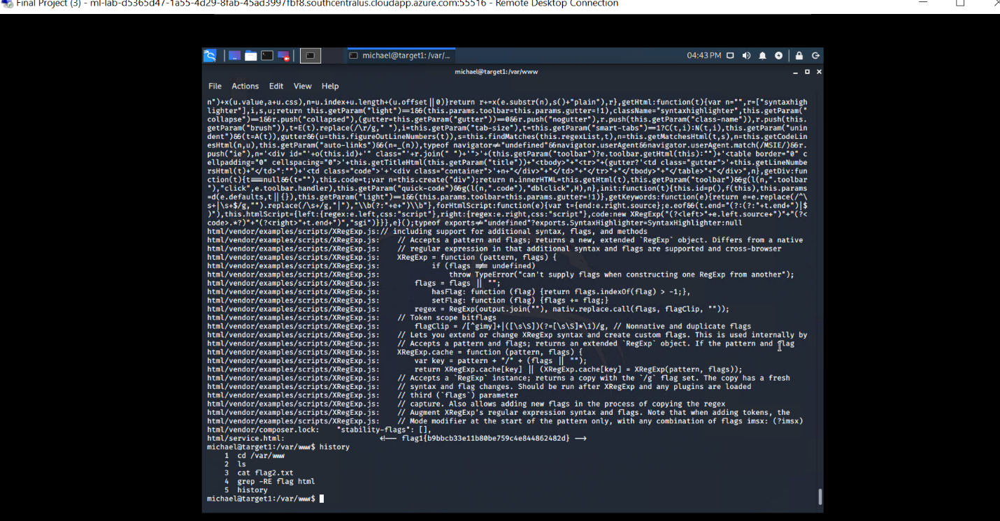 Final Project (3) - ml-lab-d5365d47-1a55-4d29-8fab-45ad3997fbf8.southcentralus.cloudapp.azure.com:55516 - Remote Desktop Connection
michael@target1: /var/...
04:43 PM
michael@target1:/var/www
File Actions Edit View Help
n")+x(u.value,a+u.css),n=u.index+u.length+(u.offset||0)}return r+=x(e.substr(n),s()+"plain"),r},getHtml:function(t){var n="",r=["syntaxhigh
lighter"],i,s,u;return this.getParam("light")==1&&(this.params.toolbar=this.params.gutter=!1),className="syntaxhighlighter",this.getParam("
collapse")==1&&r.push("collapsed"),(gutter=this.getParam("gutter"))==0&&r.push("nogutter"),r.push(this.getParam("class-name")),r.push(this.
getParam("brush")),t=E(t).replace(/\r/g," "),i=this.getParam("tab-size"),t=this.getParam("smart-tabs")==1?C(t,i):N(t,i),this.getParam("unin
dent")&&(t=A(t)),gutter&&(u=this.figureOutLineNumbers(t)),s=this.findMatches(this.regexList,t),n=this.getMatchesHtml(t,s),n=this.getCodeLin
esHtml(n,u),this.getParam("auto-links")&&(n=_(n)),typeof navigator!="undefined"&&navigator.userAgent&&navigator.userAgent.match(/MSIE/)&&r.
push("ie"),n='<div id="'+o(this.id)+'" class="'+r.join(" ")+'">'+(this.getParam("toolbar")?e.toolbar.getHtml(this):"")+'<table border="0" c
ellpadding="0" cellspacing="0">'+this.getTitleHtml(this.getParam("title"))+"<tbody>"+"<tr>"+(gutter?'<td class="gutter">'+this.getLineNumbe
rsHtml(t)+"</td>":"")+'<td class="code">'+'<div class="container">'+n+"</div>"+"</td>"+"</tr>"+"</tbody>"+"</table>"+"</div>",n},getDiv:fun
ction(t){t===null&&(t=""),this.code=t;var n=this.create("div");return n.innerHTML=this.getHtml(t),this.getParam("toolbar")&&g(l(n,".toolbar
"),"click",e.toolbar.handler),this.getParam("quick-code")&&g(l(n,".code"),"dblclick",H),n},init:function(t){this.id=p(),f(this),this.params
=d(e.defaults,t||{}),this.getParam("light")==1&&(this.params.toolbar=this.params.gutter=!1)},getKeywords:function(e){return e=e.replace(/^\
s+|\s+$/g,"").replace(/\s+/g,"|"),"\\b(?:"+e+")\\b"},forHtmlScript:function(e){var t={end:e.right.source};e.eof&&(t.end="(?:(?:"+t.end+")|$
)"),this.htmlScript={left:{regex:e.left,css:"script"},right:{regex:e.right,css:"script"},code:new XRegExp("(?<left>"+e.left.source+")"+"(?<
code>.*?)"+"(?<right>"+t.end+")","sgi")}}},e}();typeof exports!="undefined"?exports.SyntaxHighlighter=SyntaxHighlighter:null
html/vendor/examples/scripts/XRegExp.js:// including support for additional syntax, flags, and methods
html/vendor/examples/scripts/XRegExp.js:    // Accepts a pattern and flags; returns a new, extended `RegExp` object. Differs from a native
html/vendor/examples/scripts/XRegExp.js:    // regular expression in that additional syntax and flags are supported and cross-browser
html/vendor/examples/scripts/XRegExp.js:    XRegExp = function (pattern, flags) {
html/vendor/examples/scripts/XRegExp.js:            if (flags !== undefined)
html/vendor/examples/scripts/XRegExp.js:                throw TypeError("can't supply flags when constructing one RegExp from another");
html/vendor/examples/scripts/XRegExp.js:        flags = flags || "";
html/vendor/examples/scripts/XRegExp.js:            hasFlag: function (flag) {return flags.indexOf(flag) > -1;},
html/vendor/examples/scripts/XRegExp.js:            setFlag: function (flag) {flags += flag;}
html/vendor/examples/scripts/XRegExp.js:        regex = RegExp(output.join(""), nativ.replace.call(flags, flagClip, ""));
html/vendor/examples/scripts/XRegExp.js:    // Token scope bitflags
html/vendor/examples/scripts/XRegExp.js:        flagClip = /[^gimy]+|([\s\S])(?=[\s\S]*\1)/g, // Nonnative and duplicate flags
html/vendor/examples/scripts/XRegExp.js:    // Lets you extend or change XRegExp syntax and create custom flags. This is used internally by
html/vendor/examples/scripts/XRegExp.js:    // Accepts a pattern and flags; returns an extended `RegExp` object. If the pattern and flag
html/vendor/examples/scripts/XRegExp.js:    XRegExp.cache = function (pattern, flags) {
html/vendor/examples/scripts/XRegExp.js:        var key = pattern + "/" + (flags || "");
html/vendor/examples/scripts/XRegExp.js:        return XRegExp.cache[key] || (XRegExp.cache[key] = XRegExp(pattern, flags));
html/vendor/examples/scripts/XRegExp.js:    // Accepts a `RegExp` instance; returns a copy with the `/g` flag set. The copy has a fresh
html/vendor/examples/scripts/XRegExp.js:    // syntax and flag changes. Should be run after XRegExp and any plugins are loaded
html/vendor/examples/scripts/XRegExp.js:    // third (`flags`) parameter
html/vendor/examples/scripts/XRegExp.js:    // capture. Also allows adding new flags in the process of copying the regex
html/vendor/examples/scripts/XRegExp.js:    // Augment XRegExp's regular expression syntax and flags. Note that when adding tokens, the
html/vendor/examples/scripts/XRegExp.js:    // Mode modifier at the start of the pattern only, with any combination of flags imsx: (?imsx)
html/vendor/composer.lock:    "stability-flags": [],
html/service.html:                      <!-- flag1{b9bbcb33e11b80be759c4e844862482d} -->
michael@target1:/var/www$ history
    1  cd /var/www
    2  ls
    3  cat flag2.txt
    4  grep -RE flag html
    5  history
michael@target1:/var/www$